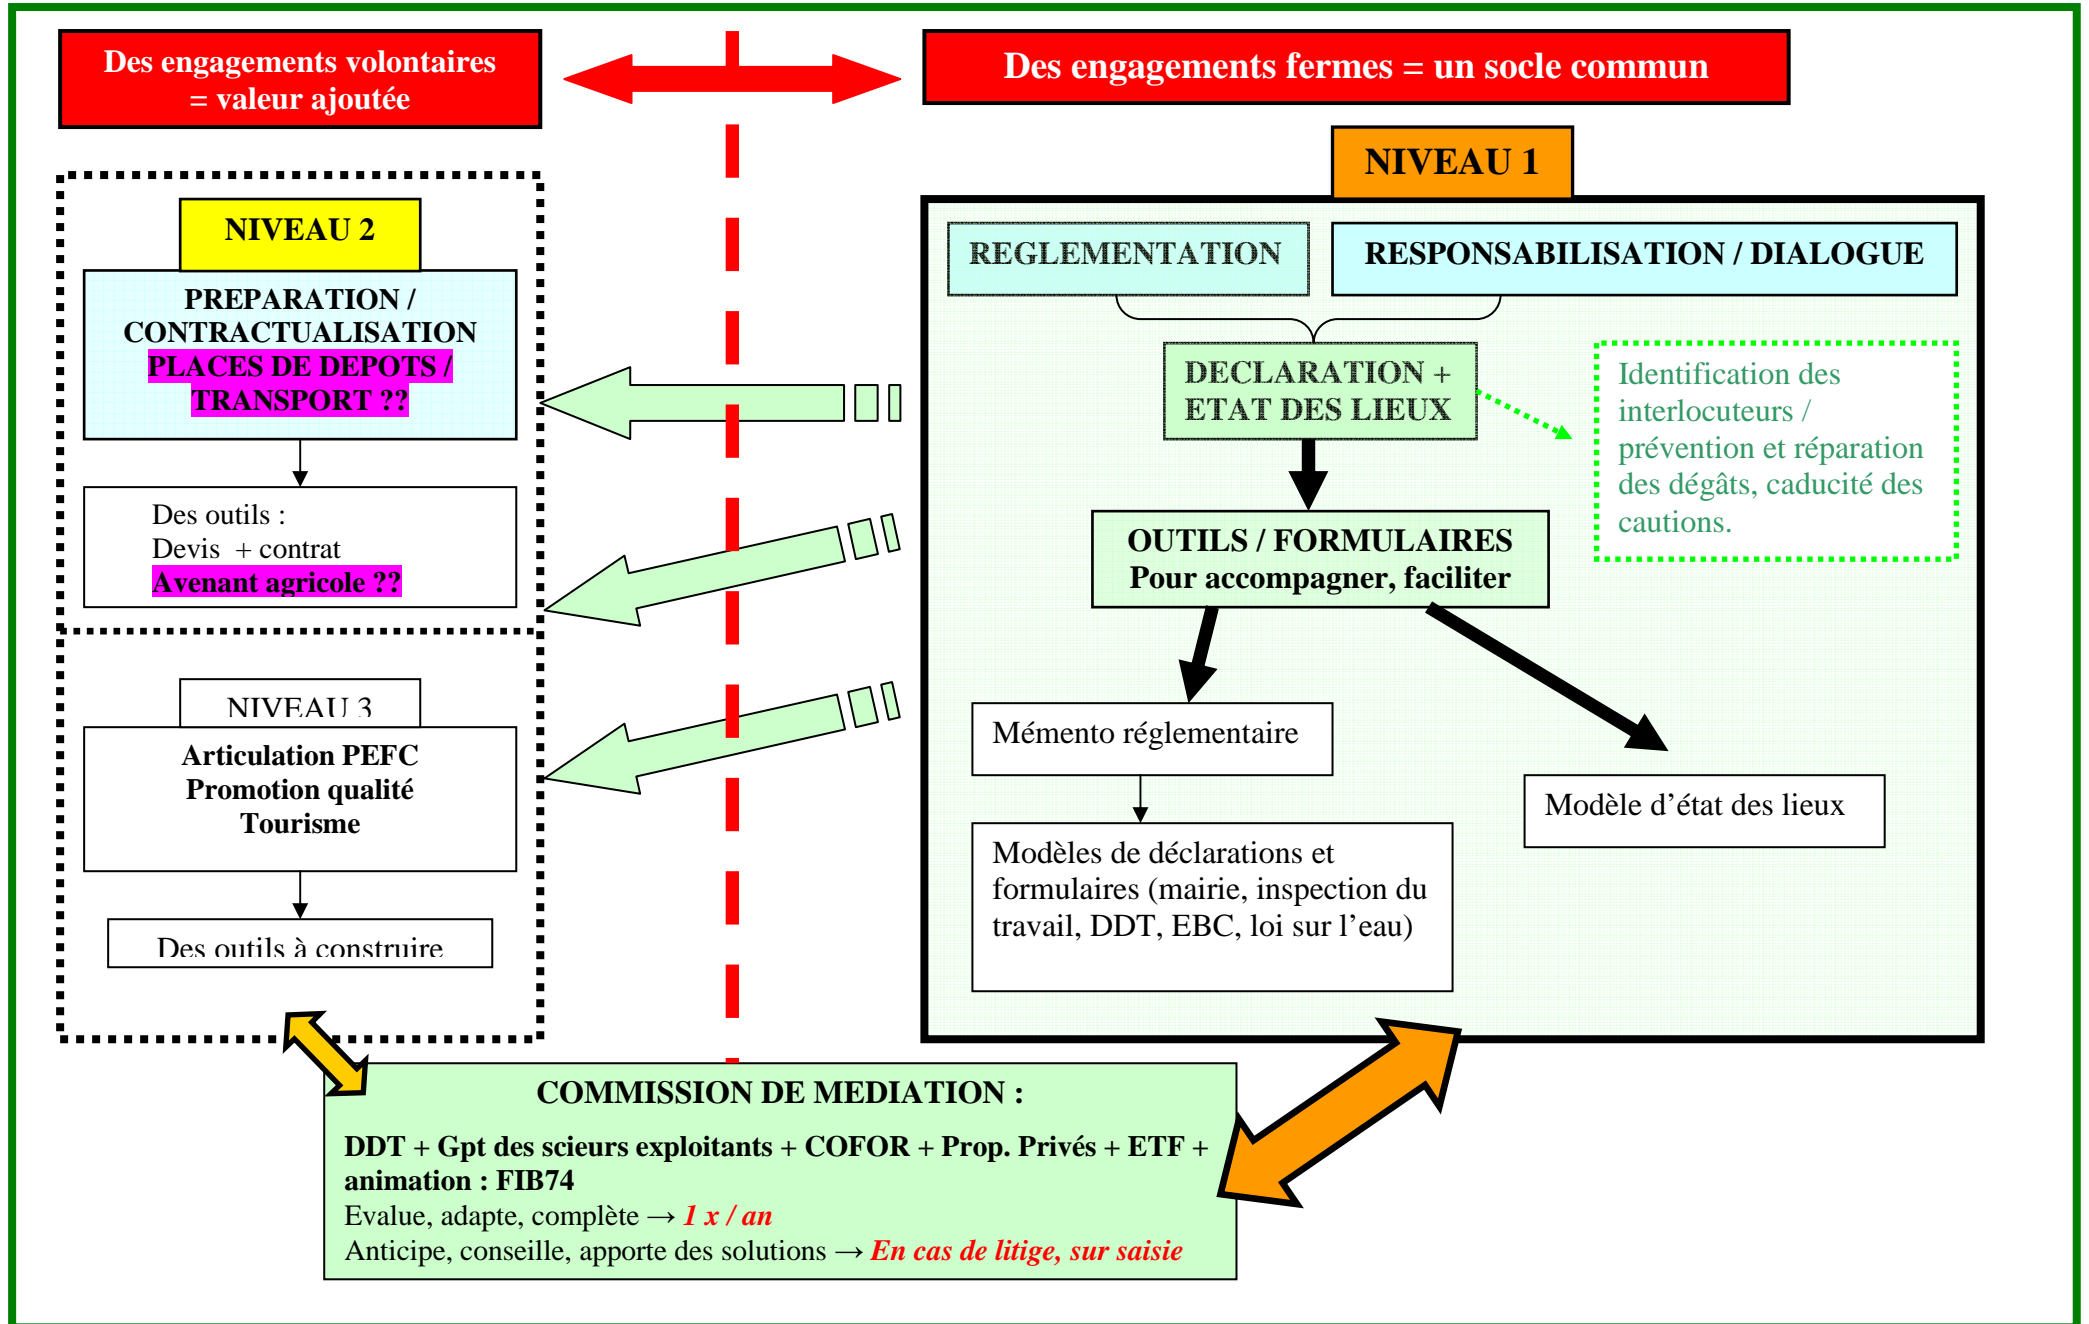 Des engagements volontaires
= valeur ajoutée
Des engagements fermes = un socle commun
NIVEAU 2
PREPARATION /
CONTRACTUALISATION
PLACES DE DEPOTS /
TRANSPORT ??
Des outils :
Devis + contrat
Avenant agricole ??
NIVEAU 3
Articulation PEFC
Promotion qualité
Tourisme
Des outils à construire
NIVEAU 1
REGLEMENTATION
RESPONSABILISATION / DIALOGUE
DECLARATION +
ETAT DES LIEUX
Identification des
interlocuteurs /
prévention et réparation
des dégâts, caducité des
cautions.
OUTILS / FORMULAIRES
Pour accompagner, faciliter
Mémento réglementaire
Modèle d’état des lieux
Modèles de déclarations et
formulaires (mairie, inspection du
travail, DDT, EBC, loi sur l’eau)
COMMISSION DE MEDIATION :
DDT + Gpt des scieurs exploitants + COFOR + Prop. Privés + ETF +
animation : FIB74
Evalue, adapte, complète → 1 x / an
Anticipe, conseille, apporte des solutions → En cas de litige, sur saisie